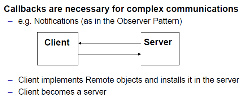 Callbacks are necessary for complex communications
– e.g. Notifications (as in the Observer Pattern)
Client Server
– Client implements Remote objects and installs it in the server
– Client becomes a server